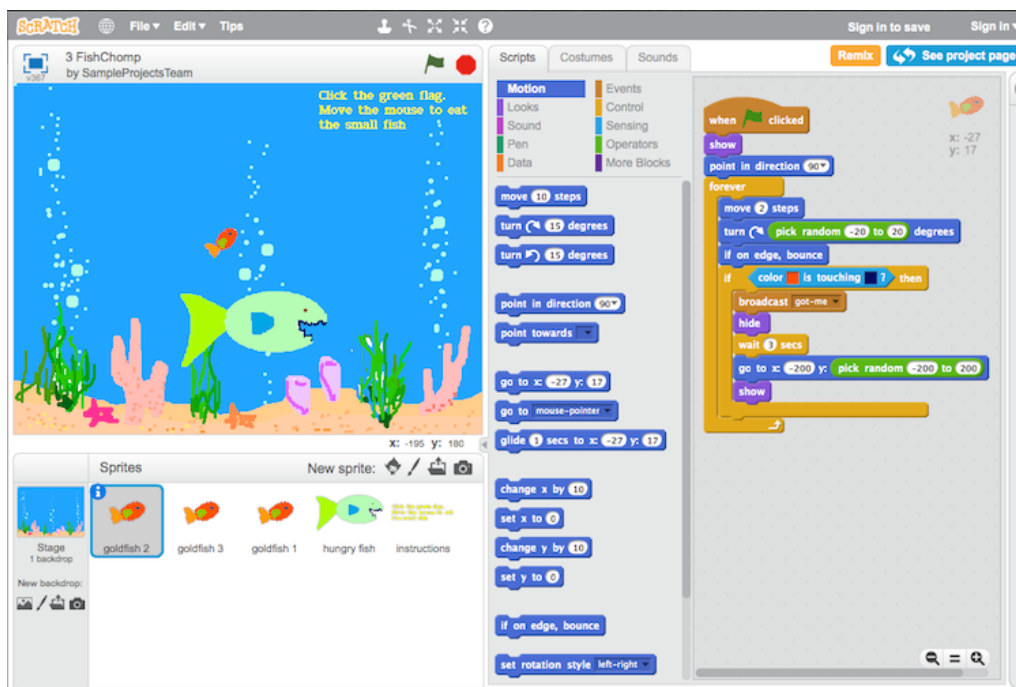 SCRATCH File Edit Tips Sign in to save Sign in
v367
3 FishChomp
by SampleProjectsTeam
Click the green flag.
Move the mouse to eat
the small fish
x: -195 y: 180
Sprites New sprite:
Stage
1 backdrop
New backdrop:
goldfish 2
goldfish 3
goldfish 1
hungry fish
instructions
Scripts Costumes Sounds
Remix See project page
Motion Events
Looks Control
Sound Sensing
Pen Operators
Data More Blocks
move 10 steps
turn 15 degrees
turn 15 degrees
point in direction 90
point towards
go to x: -27 y: 17
go to mouse-pointer
glide 1 secs to x: -27 y: 17
change x by 10
set x to 0
change y by 10
set y to 0
if on edge, bounce
set rotation style left-right
when clicked
show
point in direction 90
forever
move 2 steps
turn pick random -20 to 20 degrees
if on edge, bounce
if color is touching ? then
broadcast got-me
hide
wait secs
go to x: -200 y: pick random -200 to 200
show
x: -27
y: 17